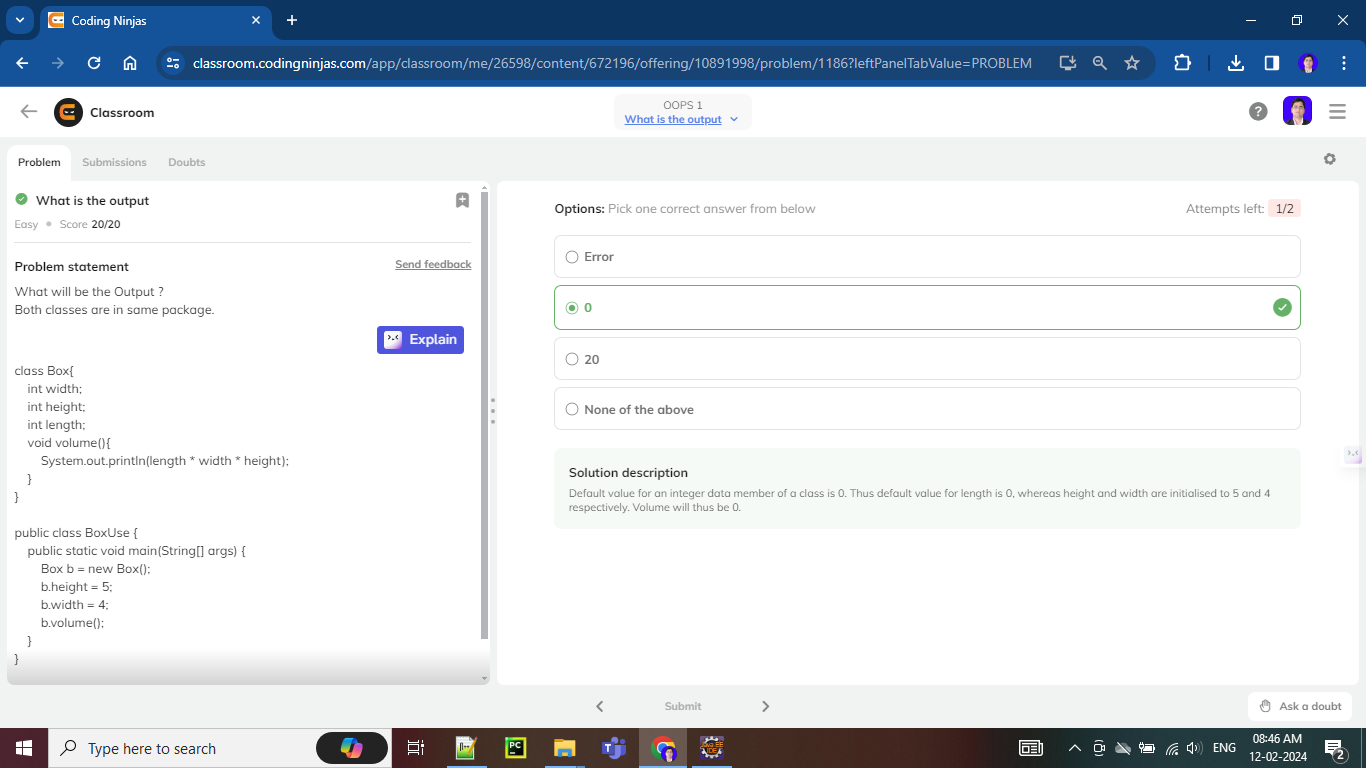 Coding Ninjas
classroom.codingninjas.com/app/classroom/me/26598/content/672196/offering/10891998/problem/1186?leftPanelTabValue=PROBLEM
Classroom
OOPS 1
What is the output
Problem
Submissions
Doubts
What is the output
Easy
Score 20/20
Problem statement
Send feedback
What will be the Output ?
Both classes are in same package.
Explain
class Box{
int width;
int height;
int length;
void volume(){
System.out.println(length * width * height);
}
}
public class BoxUse {
public static void main(String[] args) {
Box b = new Box();
b.height = 5;
b.width = 4;
b.volume();
}
}
Options: Pick one correct answer from below
Attempts left: 1/2
Error
0
20
None of the above
Solution description
Default value for an integer data member of a class is 0. Thus default value for length is 0, whereas height and width are initialised to 5 and 4
respectively. Volume will thus be 0.
Submit
Ask a doubt
Type here to search
PC
ENG
08:46 AM
12-02-2024
2